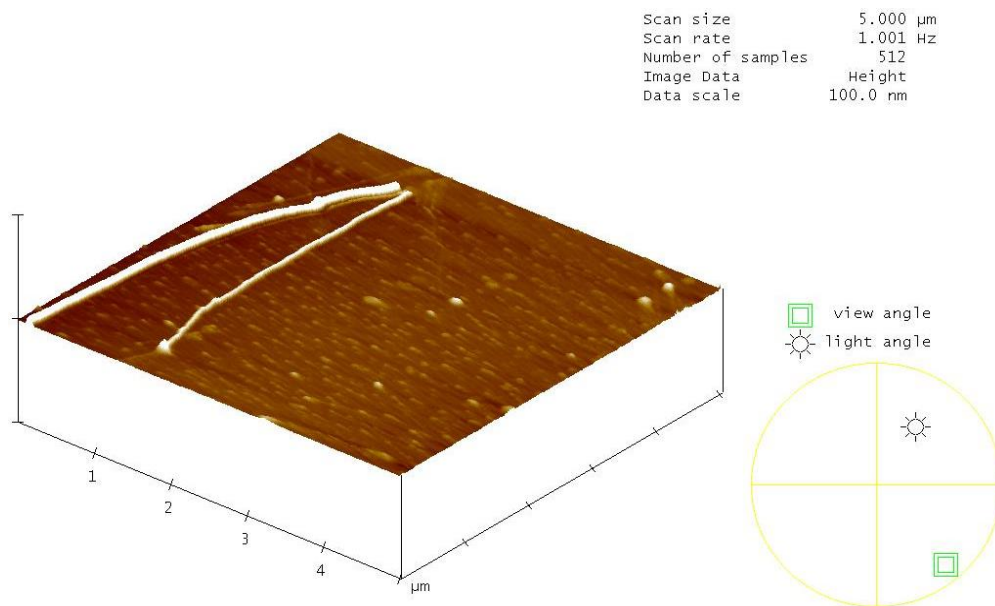 Scan size 5.000 µm
Scan rate 1.001 Hz
Number of samples 512
Image Data Height
Data scale 100.0 nm
view angle
light angle
1
2
3
4
µm